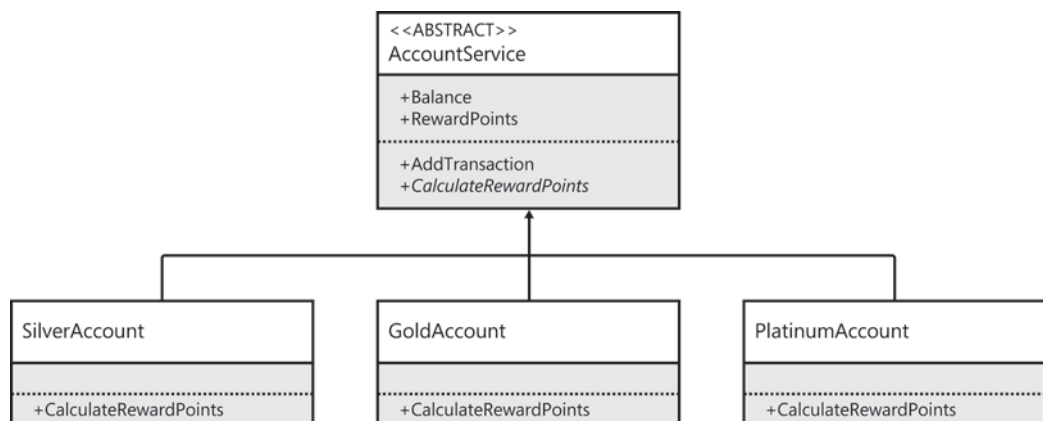 <<ABSTRACT>>
AccountService
+Balance
+RewardPoints
+AddTransaction
+CalculateRewardPoints
SilverAccount
GoldAccount
PlatinumAccount
+CalculateRewardPoints
+CalculateRewardPoints
+CalculateRewardPoints